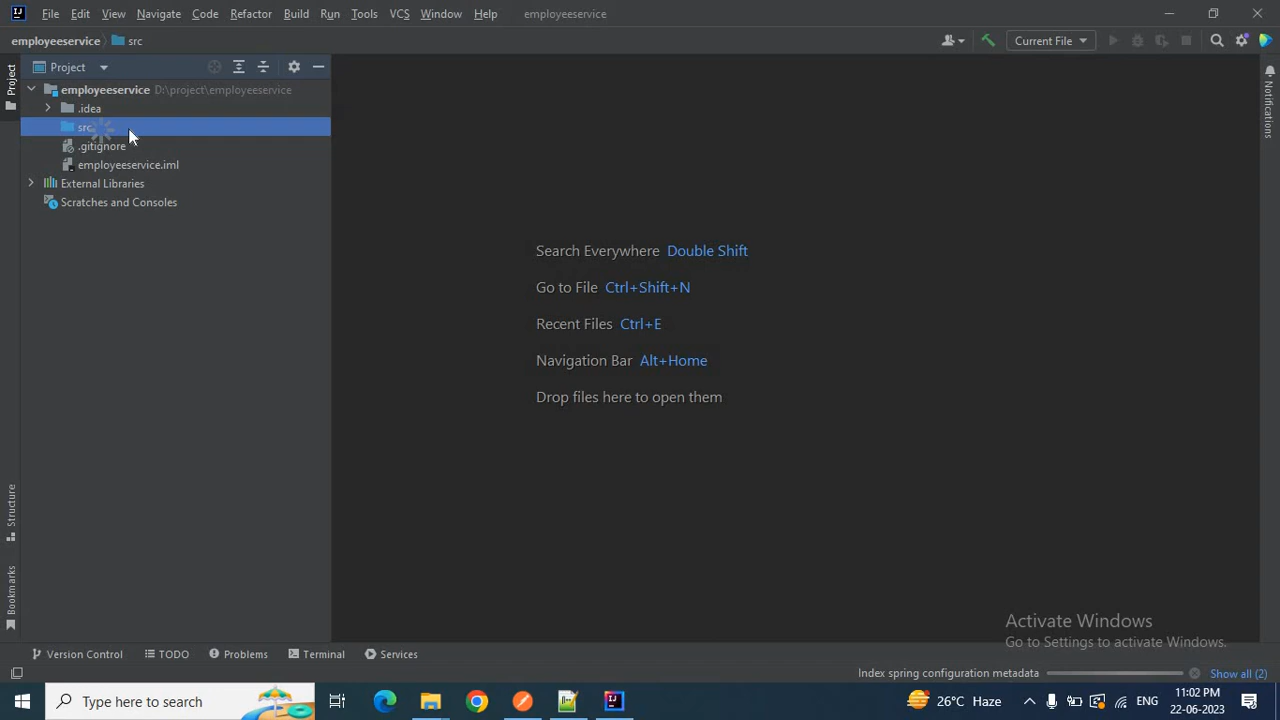 File Edit View Navigate Code Refactor Build Run Tools VCS Window Help employeeservice
employeeservice src
Current File
Project
Project
employeeservice D:\project\employeeservice
.idea
src
.gitignore
employeeservice.iml
External Libraries
Scratches and Consoles
Search Everywhere Double Shift
Go to File Ctrl+Shift+N
Recent Files Ctrl+E
Navigation Bar Alt+Home
Drop files here to open them
Notifications
Structure
Bookmarks
Activate Windows
Go to Settings to activate Windows.
Version Control TODO Problems Terminal Services
Index spring configuration metadata Show all (2)
Type here to search
26°C Haze
ENG
11:02 PM
22-06-2023